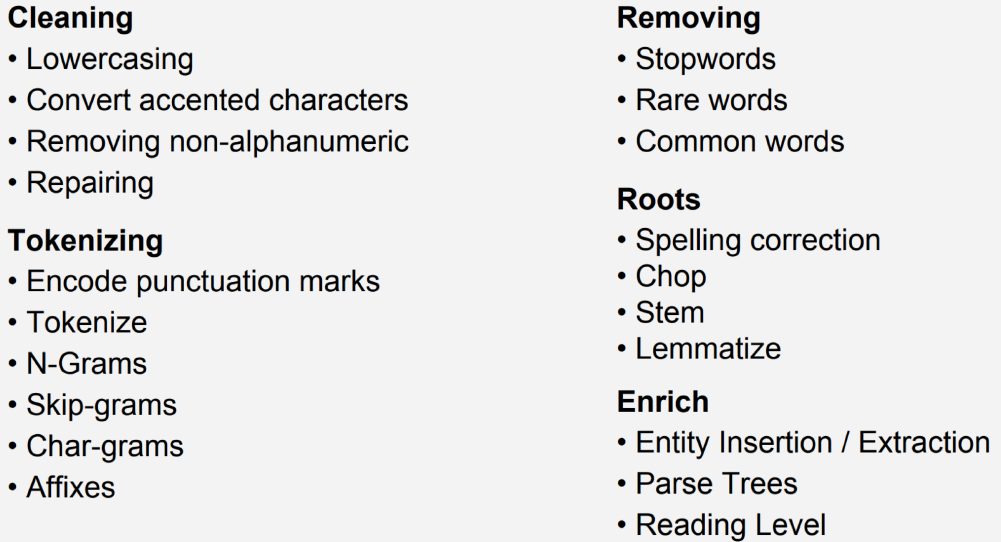 Cleaning
• Lowercasing
• Convert accented characters
• Removing non-alphanumeric
• Repairing
Tokenizing
• Encode punctuation marks
• Tokenize
• N-Grams
• Skip-grams
• Char-grams
• Affixes
Removing
• Stopwords
• Rare words
• Common words
Roots
• Spelling correction
• Chop
• Stem
• Lemmatize
Enrich
• Entity Insertion / Extraction
• Parse Trees
• Reading Level